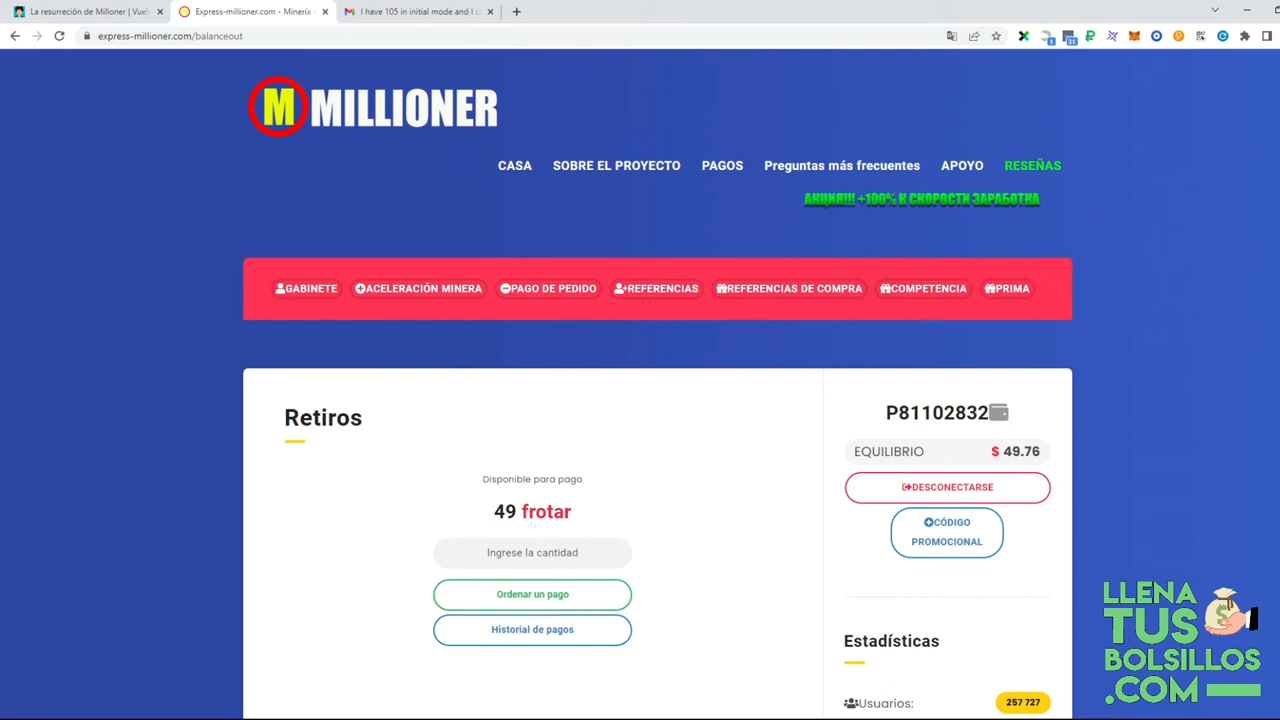 La resurrección de Milloner | Vuel
Express-millioner.com - Minería
I have 105 in initial mode and I c
express-millioner.com/balanceout
M MILLIONER
CASA SOBRE EL PROYECTO PAGOS Preguntas más frecuentes APOYO RESEÑAS
АКЦИЯ!!! +100% К СКОРОСТИ ЗАРАБОТКА
GABINETE ACELERACIÓN MINERA PAGO DE PEDIDO REFERENCIAS REFERENCIAS DE COMPRA COMPETENCIA PRIMA
Retiros
Disponible para pago
49 frotar
Ingrese la cantidad
Ordenar un pago
Historial de pagos
P81102832
EQUILIBRIO $ 49.76
DESCONECTARSE
CÓDIGO
PROMOCIONAL
Estadísticas
Usuarios: 257 727
LLENA
TUS
BOLSILLOS
.COM